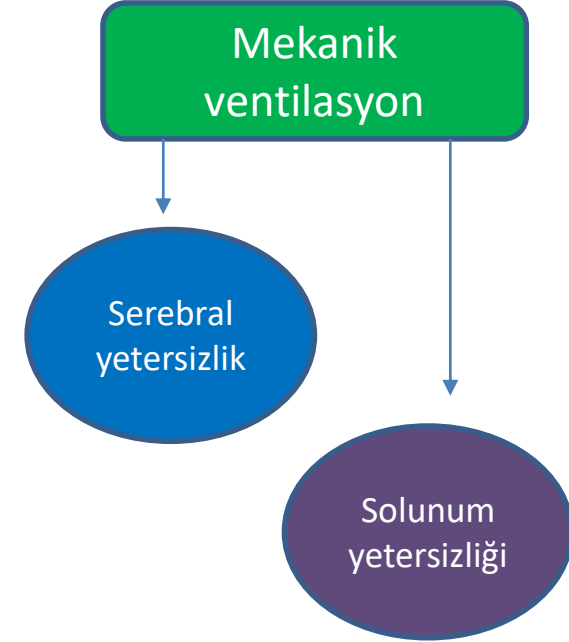 Mekanik
ventilasyon
Serebral
yetersizlik
Solunum
yetersizliği